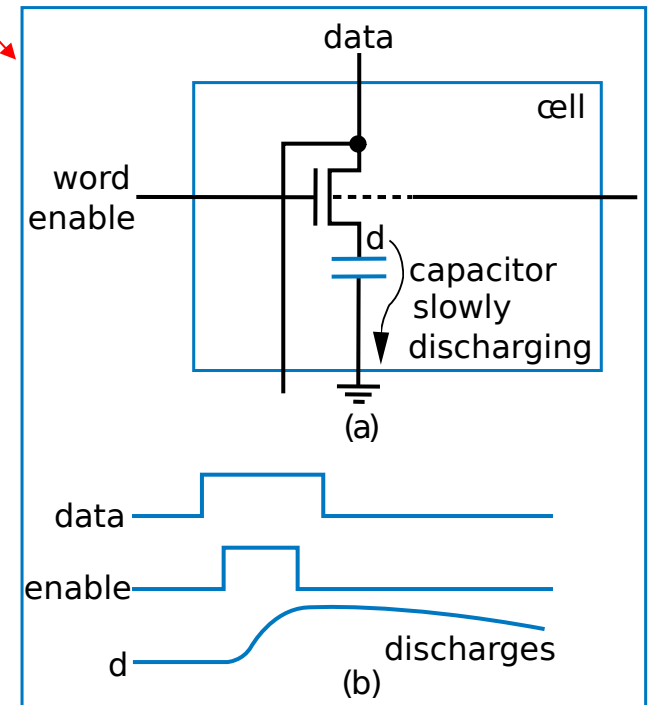 data
cell
word
enable
d
capacitor
slowly
discharging
(a)
data
enable
d
discharges
(b)